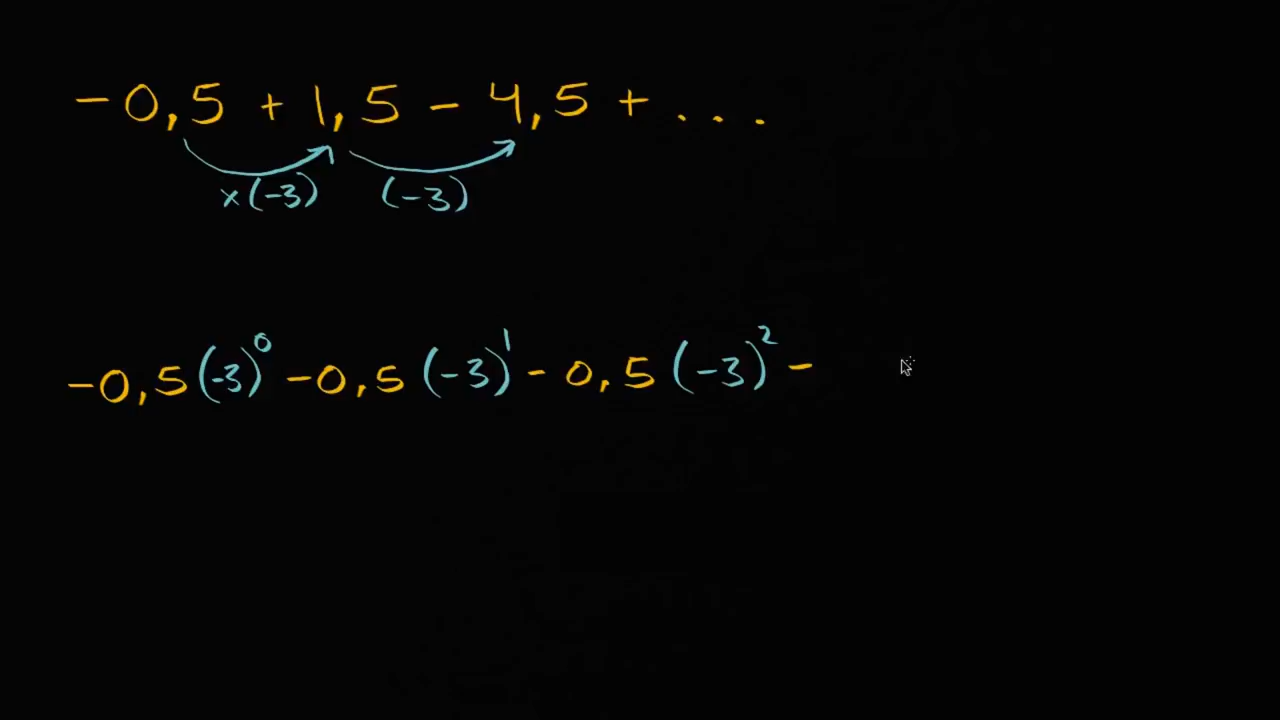 -0,5 + 1,5 - 4,5 + ...
x(-3) (-3)
-0,5(-3)⁰ -0,5(-3)¹ - 0,5(-3)² -